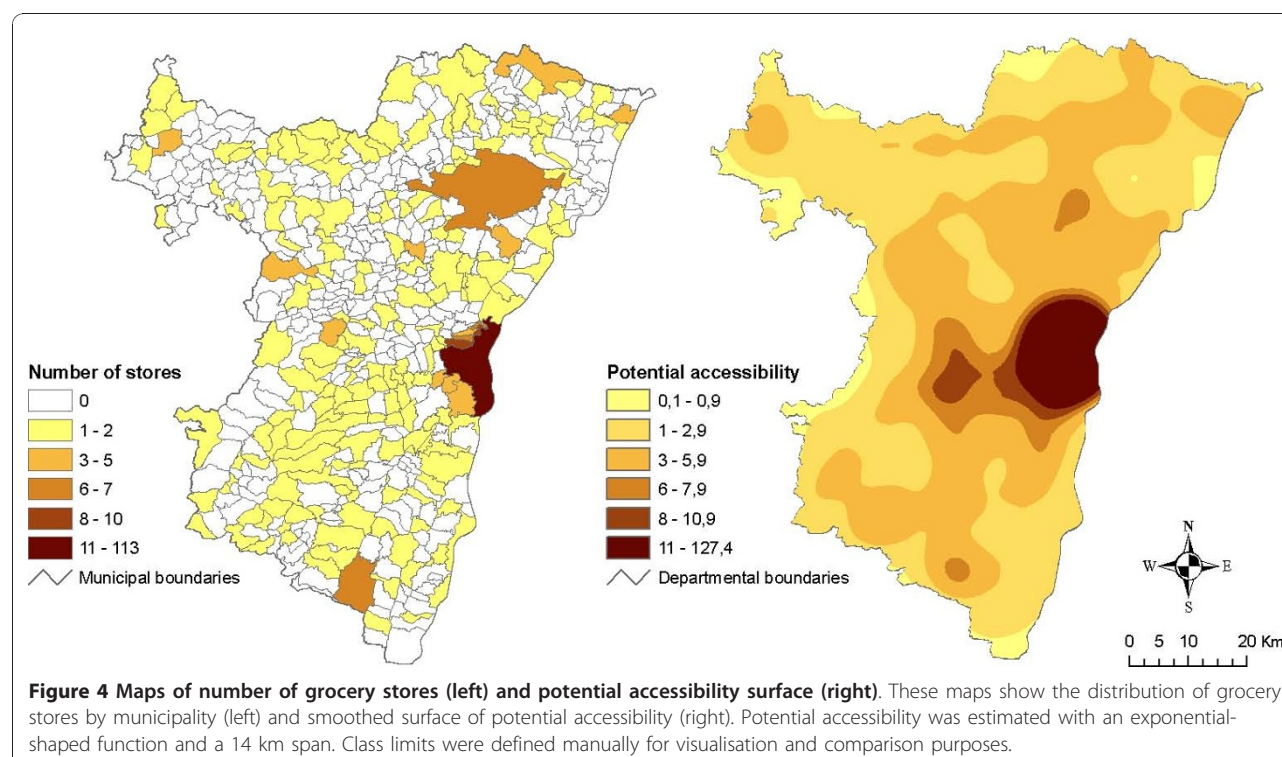 Number of stores
0
1 - 2
3 - 5
6 - 7
8 - 10
11 - 113
Municipal boundaries
Potential accessibility
0,1 - 0,9
1 - 2,9
3 - 5,9
6 - 7,9
8 - 10,9
11 - 127,4
Departmental boundaries
N
W E
S
0 5 10 20 Km
Figure 4 Maps of number of grocery stores (left) and potential accessibility surface (right). These maps show the distribution of grocery
stores by municipality (left) and smoothed surface of potential accessibility (right). Potential accessibility was estimated with an exponential-
shaped function and a 14 km span. Class limits were defined manually for visualisation and comparison purposes.